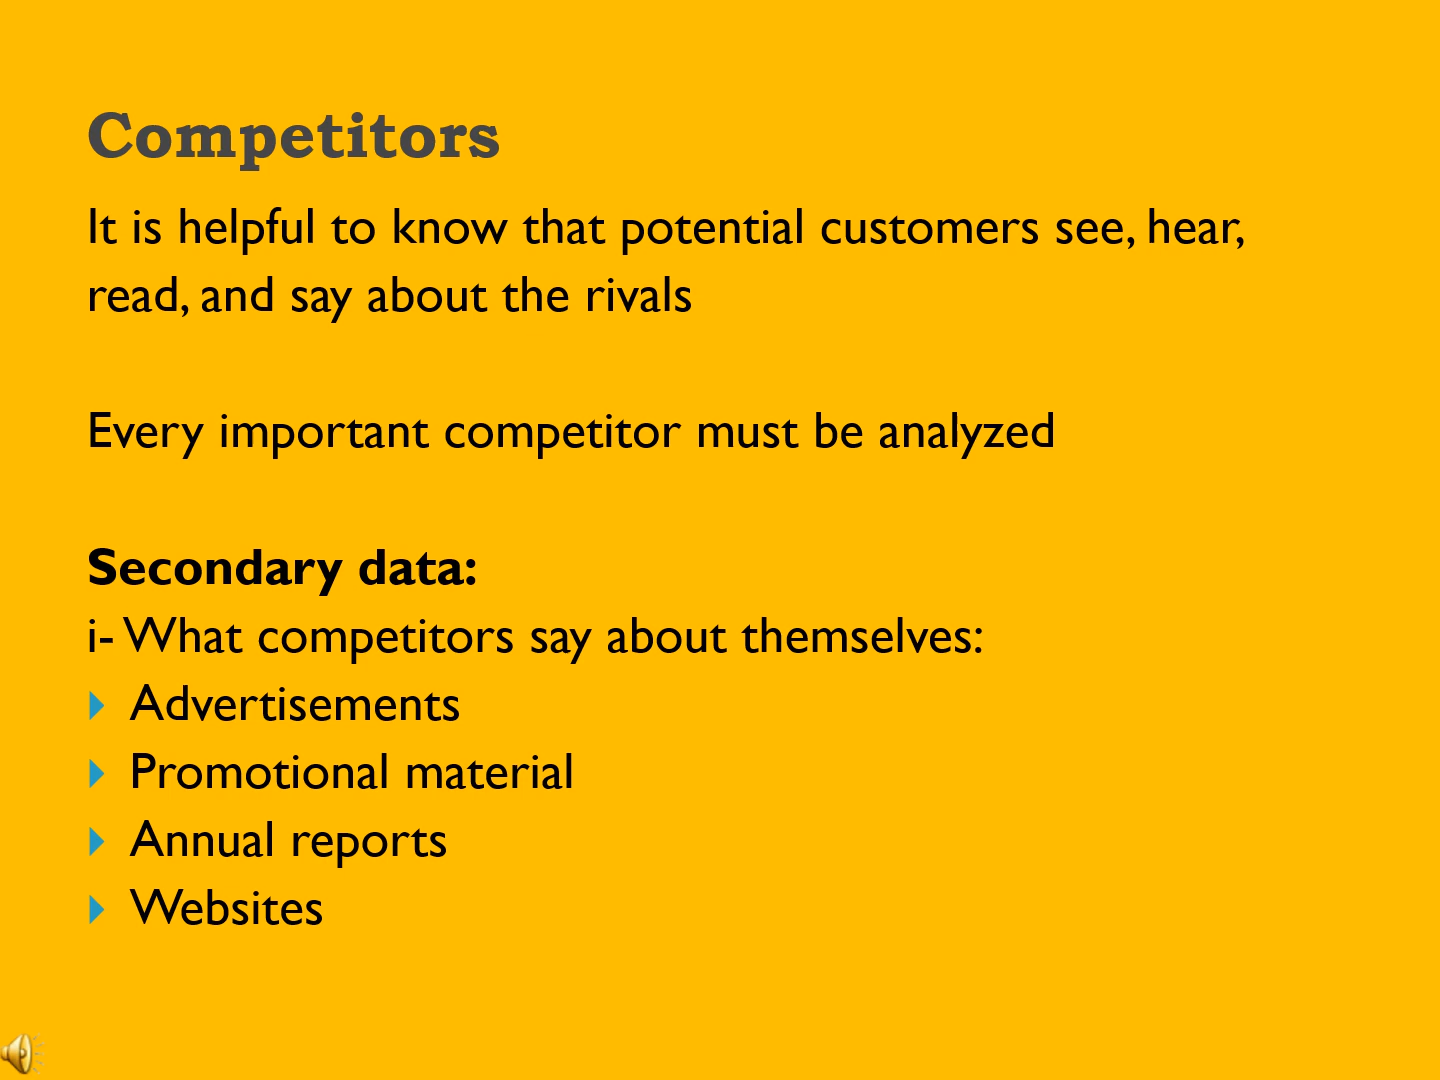 Competitors
It is helpful to know that potential customers see, hear,
read, and say about the rivals
Every important competitor must be analyzed
Secondary data:
i- What competitors say about themselves:
Advertisements
Promotional material
Annual reports
Websites